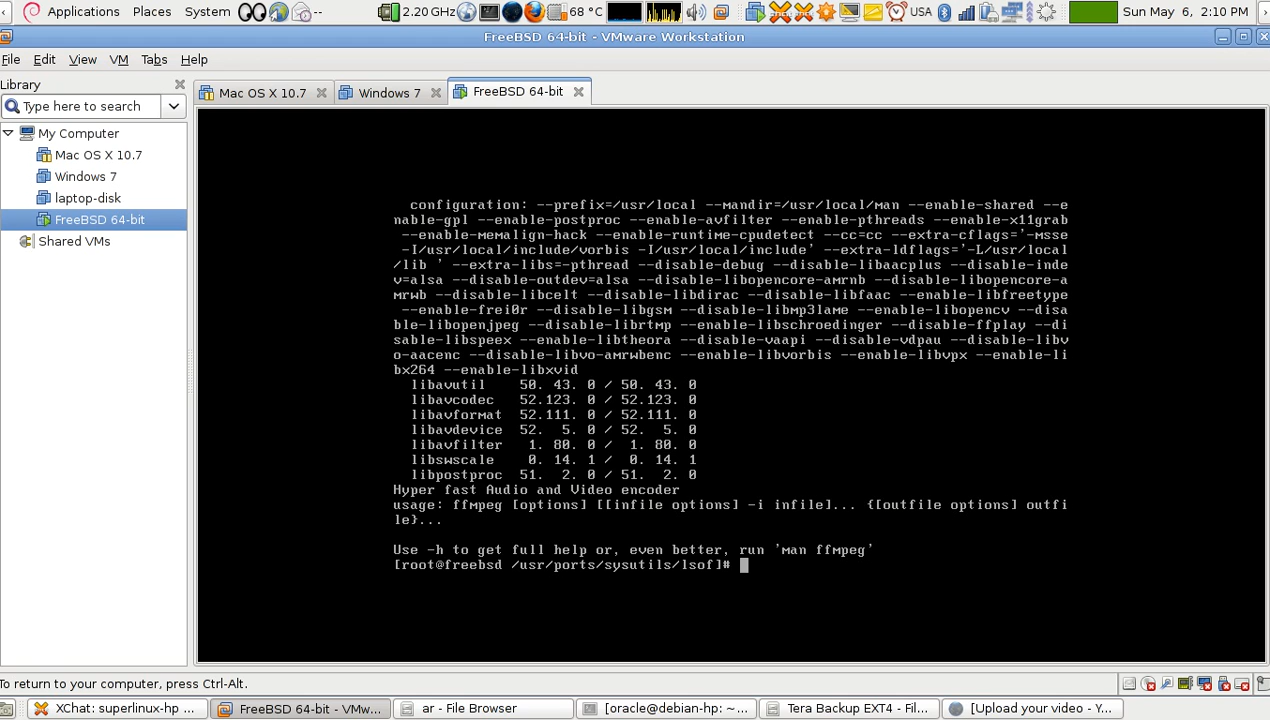 Applications Places System 2.20 GHz -- 68 °C USA Sun May 6, 2:10 PM
FreeBSD 64-bit - VMware Workstation
File Edit View VM Tabs Help
Library
Mac OS X 10.7 Windows 7 FreeBSD 64-bit
Type here to search
My Computer
Mac OS X 10.7
Windows 7
laptop-disk
FreeBSD 64-bit
Shared VMs
configuration: --prefix=/usr/local --mandir=/usr/local/man --enable-shared --e
nable-gpl --enable-postproc --enable-avfilter --enable-pthreads --enable-x11grab
--enable-memalign-hack --enable-runtime-cpudetect --cc=cc --extra-cflags='-msse
-I/usr/local/include/vorbis -I/usr/local/include' --extra-ldflags='-L/usr/local
/lib ' --extra-libs=-pthread --disable-debug --disable-libaacplus --disable-inde
v=alsa --disable-outdev=alsa --disable-libopencore-amrnb --disable-libopencore-a
mrwb --disable-libcelt --disable-libdirac --disable-libfaac --enable-libfreetype
--enable-frei0r --disable-libgsm --disable-libmp3lame --enable-libopencv --disa
ble-libopenjpeg --disable-librtmp --enable-libschroedinger --disable-ffplay --di
sable-libspeex --enable-libtheora --disable-vaapi --disable-vdpau --disable-libv
o-aacenc --disable-libvo-amrwbenc --enable-libvorbis --enable-libvpx --enable-li
bx264 --enable-libxvid
libavutil 50. 43. 0 / 50. 43. 0
libavcodec 52.123. 0 / 52.123. 0
libavformat 52.111. 0 / 52.111. 0
libavdevice 52. 5. 0 / 52. 5. 0
libavfilter 1. 80. 0 / 1. 80. 0
libswscale 0. 14. 1 / 0. 14. 1
libpostproc 51. 2. 0 / 51. 2. 0
Hyper fast Audio and Video encoder
usage: ffmpeg [options] [[infile options] -i infile]... {[outfile options] outfi
le}...
Use -h to get full help or, even better, run 'man ffmpeg'
[root@freebsd /usr/ports/sysutils/lsof]#
To return to your computer, press Ctrl-Alt.
XChat: superlinux-hp ... FreeBSD 64-bit - VMw... ar - File Browser [oracle@debian-hp: ~... Tera Backup EXT4 - Fil... [Upload your video - Y...